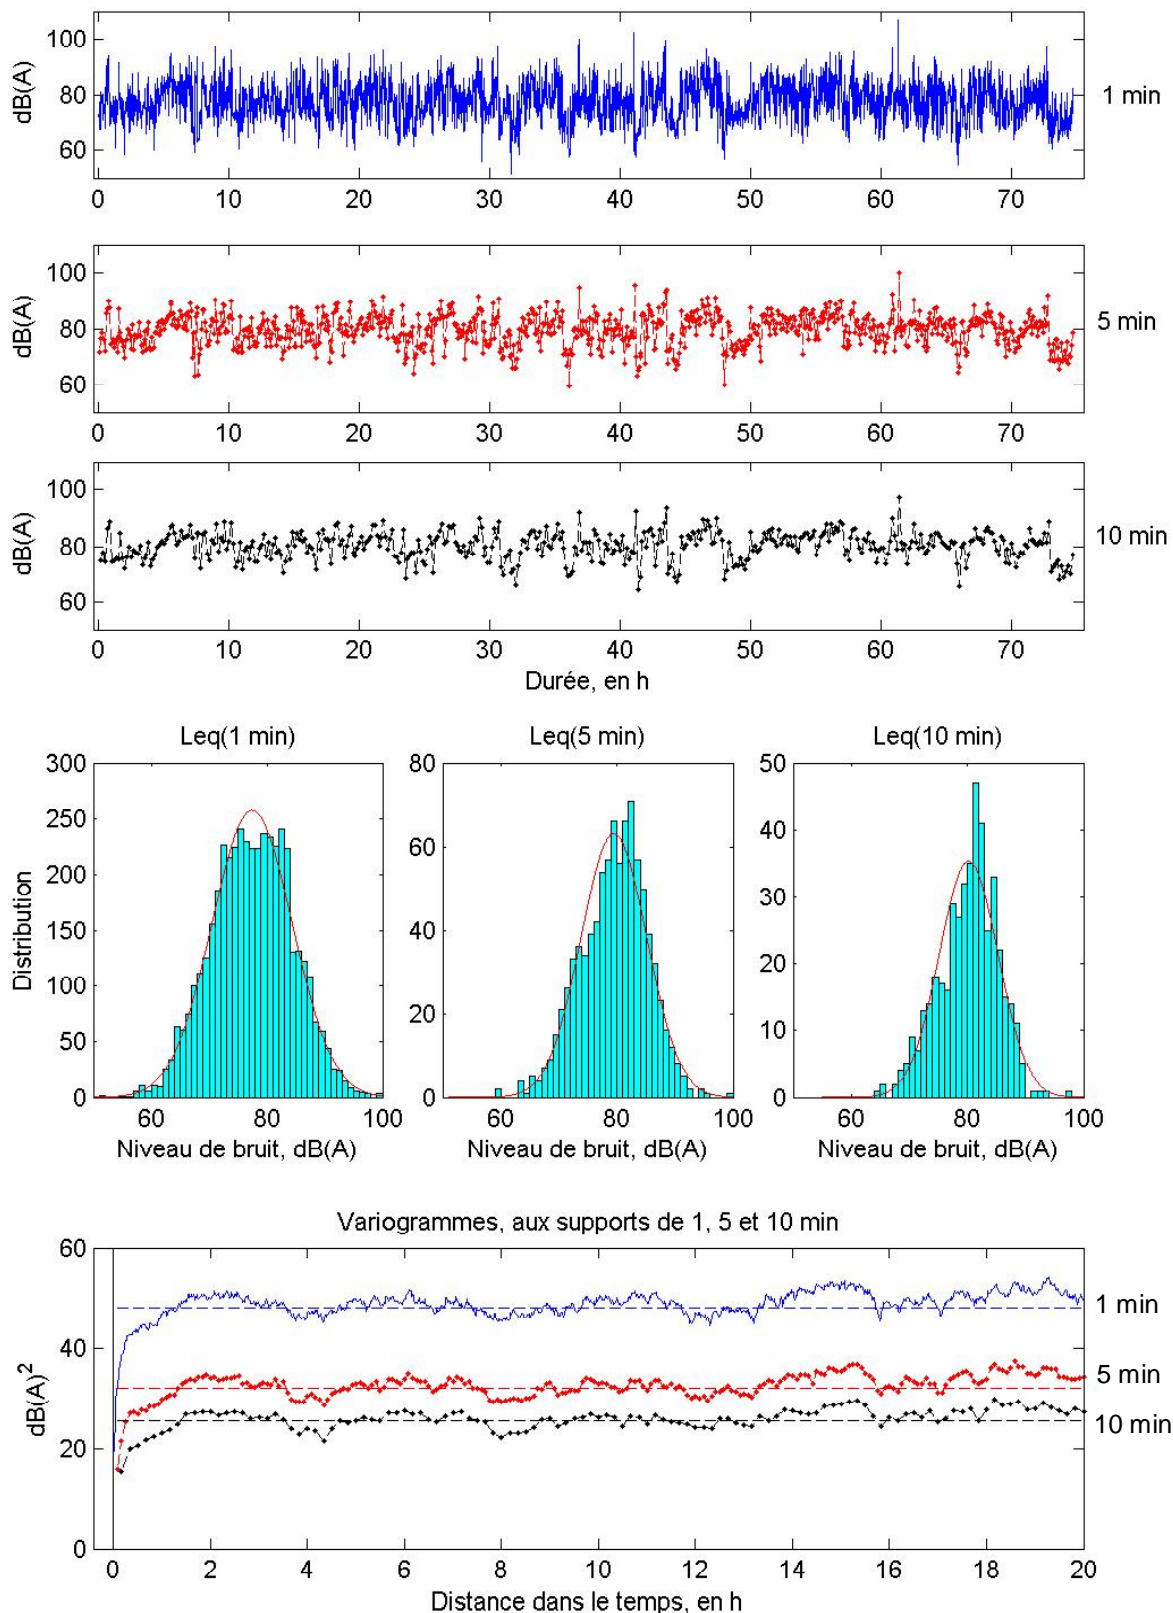 100
80
60
dB(A)
1 min
0 10 20 30 40 50 60 70
100
80
60
dB(A)
5 min
0 10 20 30 40 50 60 70
100
80
60
dB(A)
10 min
0 10 20 30 40 50 60 70
Durée, en h
Leq(1 min)
300
250
200
150
100
50
0
Distribution
60 80 100
Niveau de bruit, dB(A)
Leq(5 min)
80
60
40
20
0
60 80 100
Niveau de bruit, dB(A)
Leq(10 min)
50
40
30
20
10
0
60 80 100
Niveau de bruit, dB(A)
Variogrammes, aux supports de 1, 5 et 10 min
60
40
20
0
dB(A)²
1 min
5 min
10 min
0 2 4 6 8 10 12 14 16 18 20
Distance dans le temps, en h